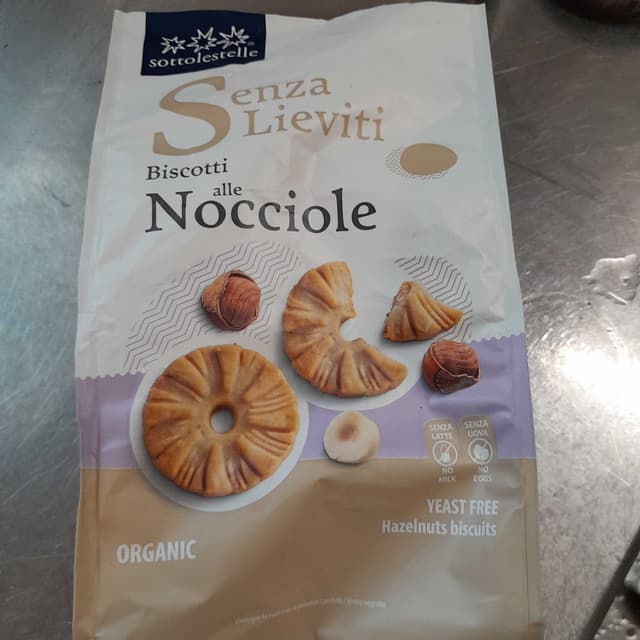 sottolestelle
Senza
Lieviti
Biscotti
alle
Nocciole
SENZA
LATTE
NO
MILK
SENZA
UOVA
NO
EGGS
YEAST FREE
Hazelnuts biscuits
ORGANIC